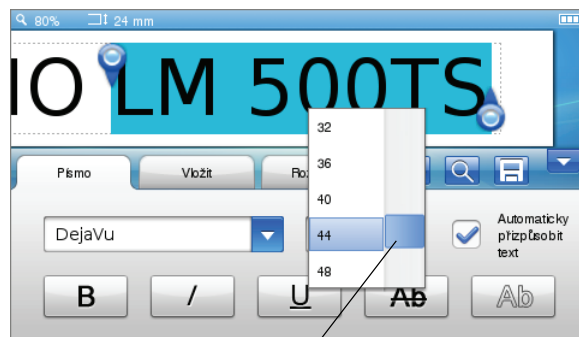 80% 24 mm
IO LM 500TS
Písmo Vložit Roz
32
36
40
44
48
DejaVu
Automaticky
přizpůsobit
text
B I U Ab Ab